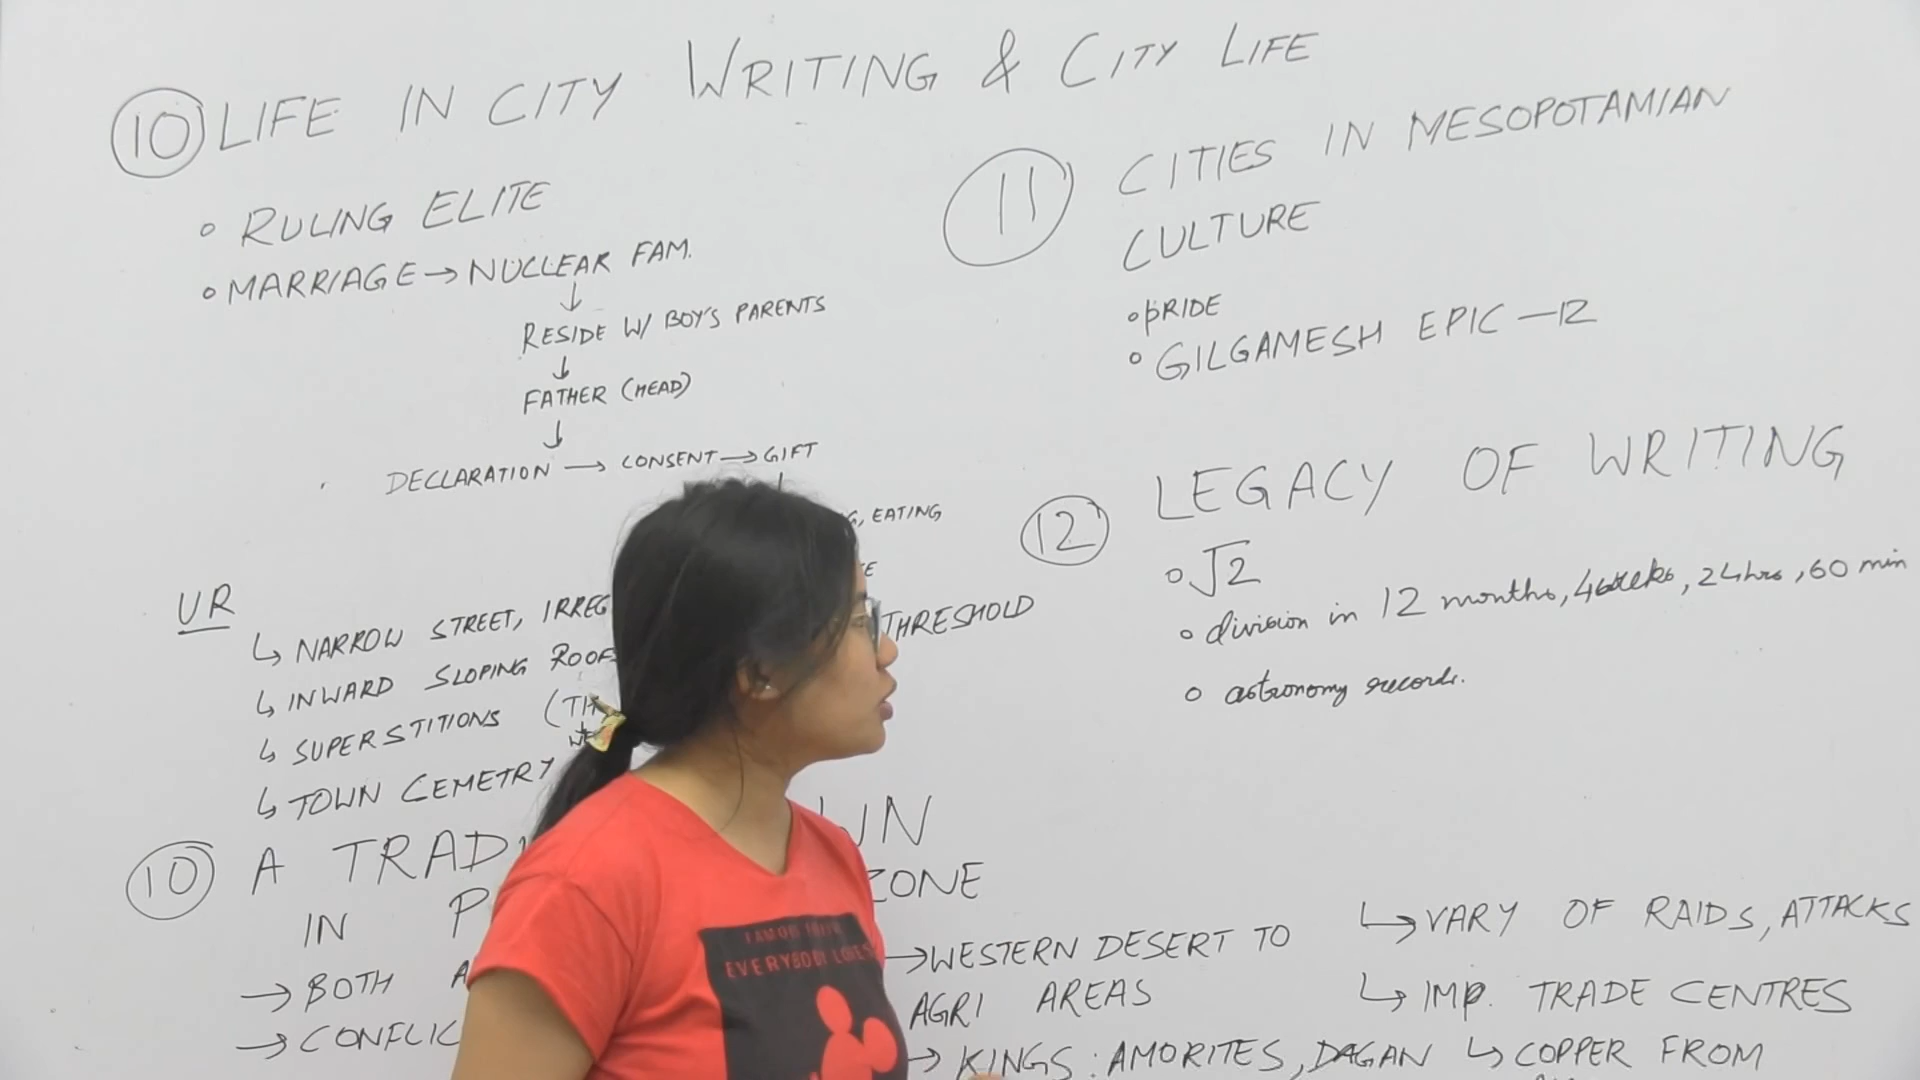 WRITING & CITY LIFE
10 LIFE IN CITY
RULING ELITE
MARRIAGE → NUCLEAR FAM.
↓
RESIDE W/ BOY'S PARENTS
↓
FATHER (HEAD)
↓
DECLARATION → CONSENT → GIFT
EATING
UR
↳ NARROW STREET,
↳ INWARD SLOPING
THRESHOLD
↳ SUPERSTITIONS
↳ TOWN CEMETRY
10 A
IN
ZONE
→ BOTH
→ WESTERN DESERT TO
AGRI AREAS
→ KINGS: AMORITES, DAGAN
11 CITIES IN MESOPOTAMIAN
CULTURE
PRIDE
GILGAMESH EPIC - 12
12 LEGACY OF WRITING
√2
division in 12 months, 4 weeks, 24 hrs, 60 min
astronomy records.
↳ VARY OF RAIDS, ATTACKS
↳ IMP. TRADE CENTRES
↳ COPPER FROM
EVERYBODY LOVES